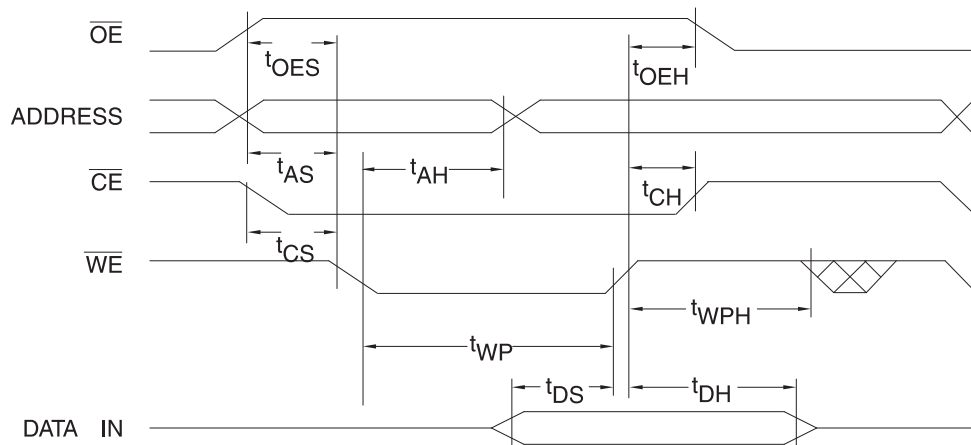 OE
tOES
tOEH
ADDRESS
tAS
tAH
CE
tCH
tCS
WE
tWPH
tWP
tDS
tDH
DATA IN